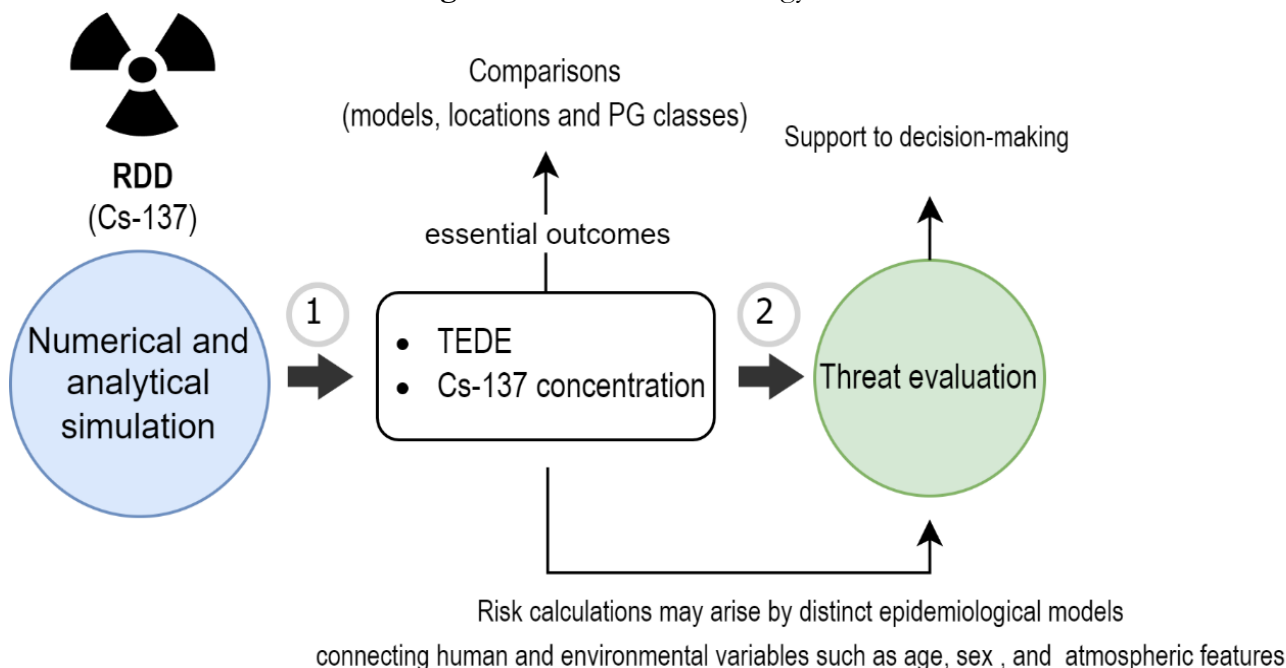 Comparisons
(models, locations and PG classes)
Support to decision-making
RDD
(Cs-137)
essential outcomes
Numerical and
analytical
simulation
1
• TEDE
• Cs-137 concentration
2
Threat evaluation
Risk calculations may arise by distinct epidemiological models
connecting human and environmental variables such as age, sex , and atmospheric features